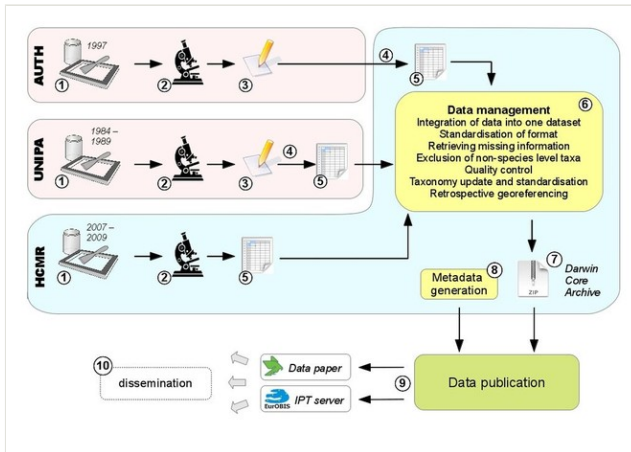 AUTH
1997
1
2
3
4
5
UNIPA
1984 –
1989
1
2
3
4
5
HCMR
2007 –
2009
1
2
5
Data management
6
Integration of data into one dataset
Standardisation of format
Retrieving missing information
Exclusion of non-species level taxa
Quality control
Taxonomy update and standardisation
Retrospective georeferencing
7
ZIP
Darwin
Core
Archive
8
Metadata
generation
Data publication
9
Data paper
EurOBIS
IPT server
10
dissemination